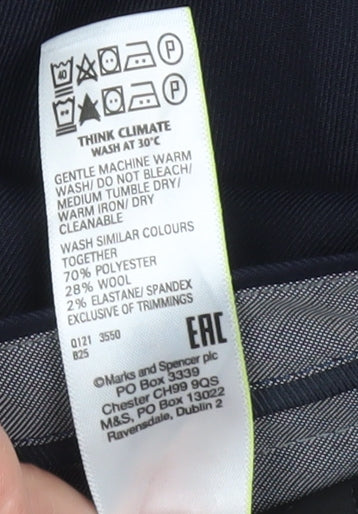 40 P
P
THINK CLIMATE
WASH AT 30°C
GENTLE MACHINE WARM
WASH/ DO NOT BLEACH/
MEDIUM TUMBLE DRY/
WARM IRON/ DRY
CLEANABLE
WASH SIMILAR COLOURS
TOGETHER
70% POLYESTER
28% WOOL
2% ELASTANE/ SPANDEX
EXCLUSIVE OF TRIMMINGS
Q121 3550
B25
EAC
©Marks and Spencer plc
PO Box 3339
Chester CH99 9QS
M&S, PO Box 13022
Ravensdale, Dublin 2